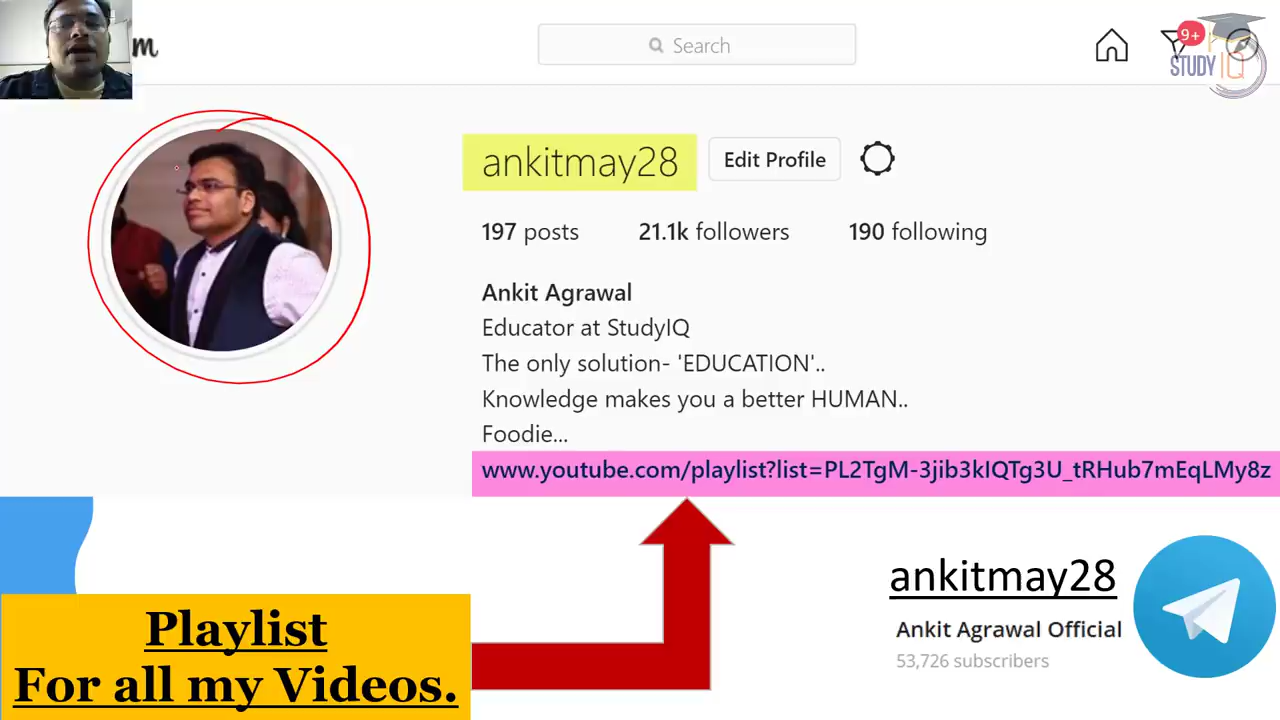 m
Search
9+
STUDY IQ
ankitmay28
Edit Profile
197 posts
21.1k followers
190 following
Ankit Agrawal
Educator at StudyIQ
The only solution- 'EDUCATION'..
Knowledge makes you a better HUMAN..
Foodie...
www.youtube.com/playlist?list=PL2TgM-3jib3kIQTg3U_tRHub7mEqLMy8z
ankitmay28
Ankit Agrawal Official
53,726 subscribers
Playlist
For all my Videos.